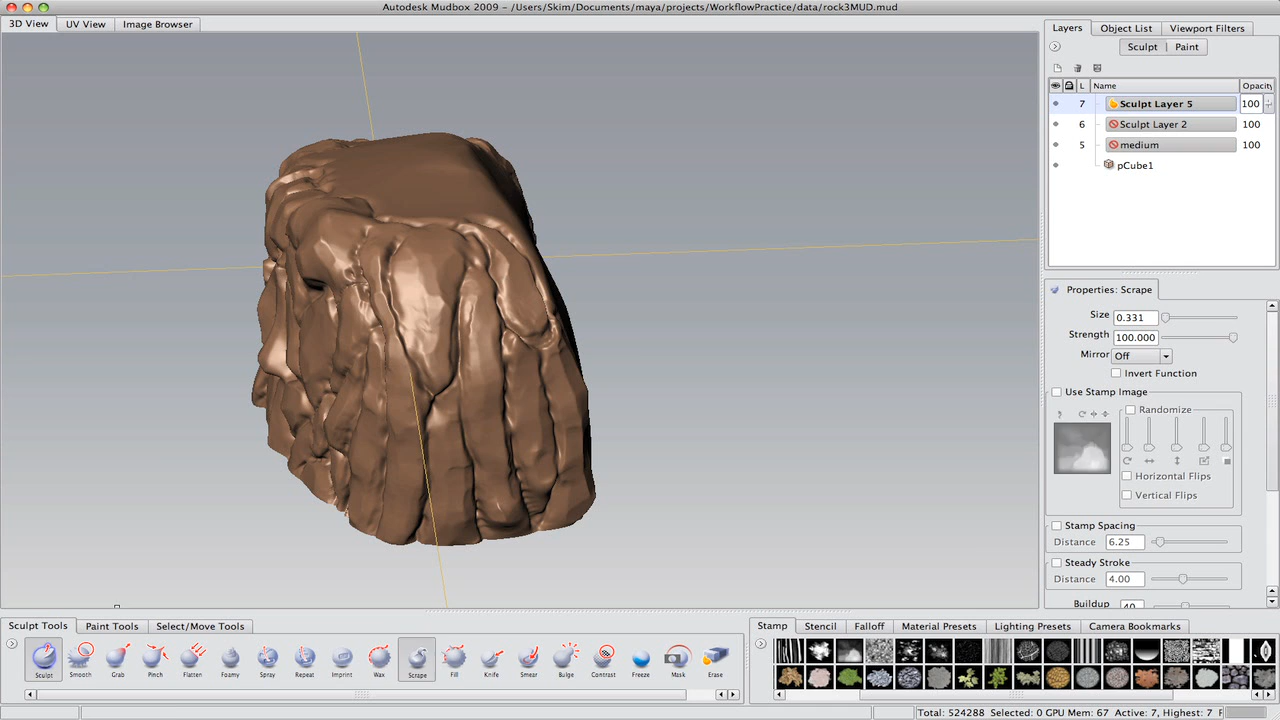 Autodesk Mudbox 2009 - /Users/Skim/Documents/maya/projects/WorkflowPractice/data/rock3MUD.mud
3D View UV View Image Browser
Layers Object List Viewport Filters
Sculpt Paint
L Name Opacity
7 Sculpt Layer 5 100
6 Sculpt Layer 2 100
5 medium 100
pCube1
Properties: Scrape
Size 0.331
Strength 100.000
Mirror Off
Invert Function
Use Stamp Image
Randomize
Horizontal Flips
Vertical Flips
Stamp Spacing
Distance 6.25
Steady Stroke
Distance 4.00
Buildup 40
Sculpt Tools Paint Tools Select/Move Tools
Sculpt Smooth Grab Pinch Flatten Foamy Spray Repeat Imprint Wax Scrape Fill Knife Smear Bulge Contrast Freeze Mask Erase
Stamp Stencil Falloff Material Presets Lighting Presets Camera Bookmarks
Total: 524288 Selected: 0 GPU Mem: 67 Active: 7, Highest: 7 F